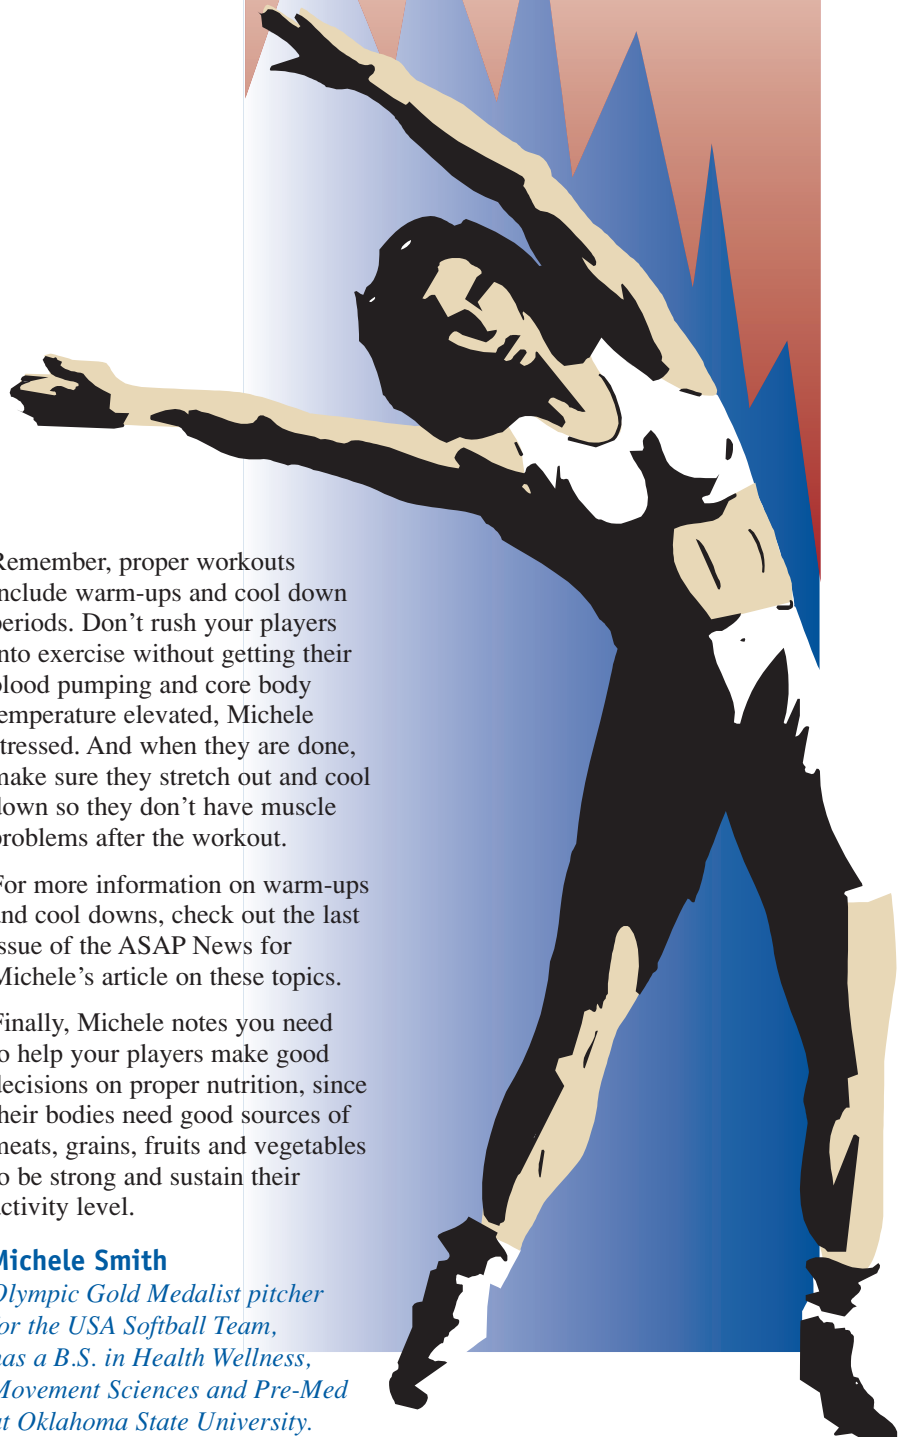 Remember, proper workouts
include warm-ups and cool down
periods. Don’t rush your players
into exercise without getting their
blood pumping and core body
temperature elevated, Michele
stressed. And when they are done,
make sure they stretch out and cool
down so they don’t have muscle
problems after the workout.
For more information on warm-ups
and cool downs, check out the last
issue of the ASAP News for
Michele’s article on these topics.
Finally, Michele notes you need
to help your players make good
decisions on proper nutrition, since
their bodies need good sources of
meats, grains, fruits and vegetables
to be strong and sustain their
activity level.
Michele Smith
Olympic Gold Medalist pitcher
for the USA Softball Team,
has a B.S. in Health Wellness,
Movement Sciences and Pre-Med
at Oklahoma State University.